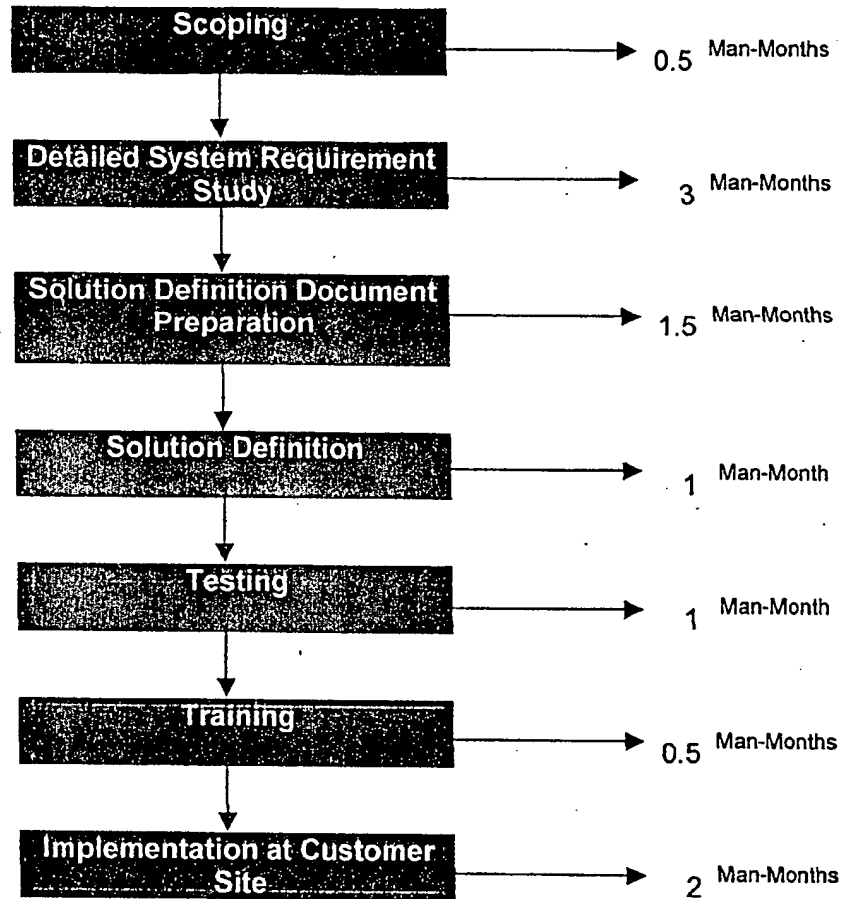 Scoping
0.5 Man-Months
Detailed System Requirement
Study
3 Man-Months
Solution Definition Document
Preparation
1.5 Man-Months
Solution Definition
1 Man-Month
Testing
1 Man-Month
Training
0.5 Man-Months
Implementation at Customer
Site
2 Man-Months